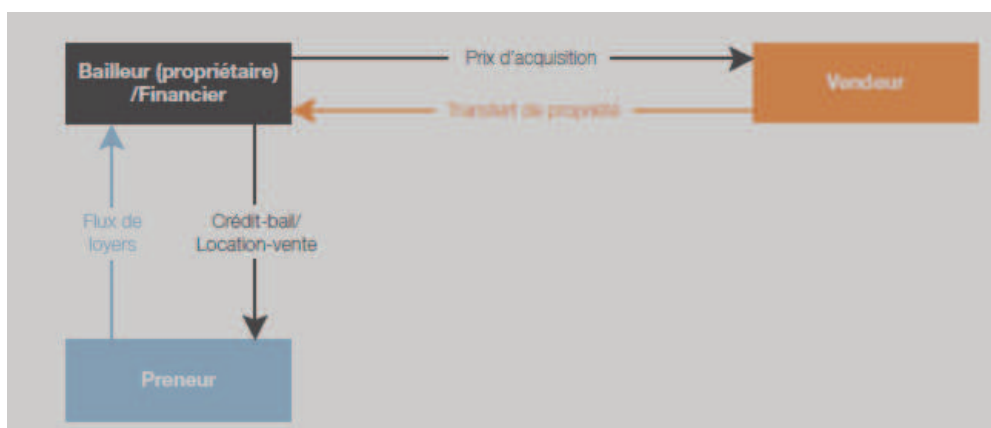 Bailleur (propriétaire)
/Financier
Prix d'acquisition
Vendeur
Transfert de propriété
Flux de
loyers
Crédit-bail/
Location-vente
Preneur